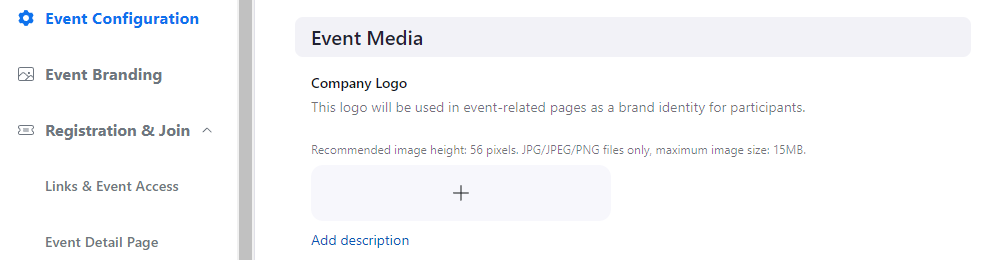 Event Configuration
Event Branding
Registration & Join
Links & Event Access
Event Detail Page
Event Media
Company Logo
This logo will be used in event-related pages as a brand identity for participants.
Recommended image height: 56 pixels. JPG/JPEG/PNG files only, maximum image size: 15MB.
Add description